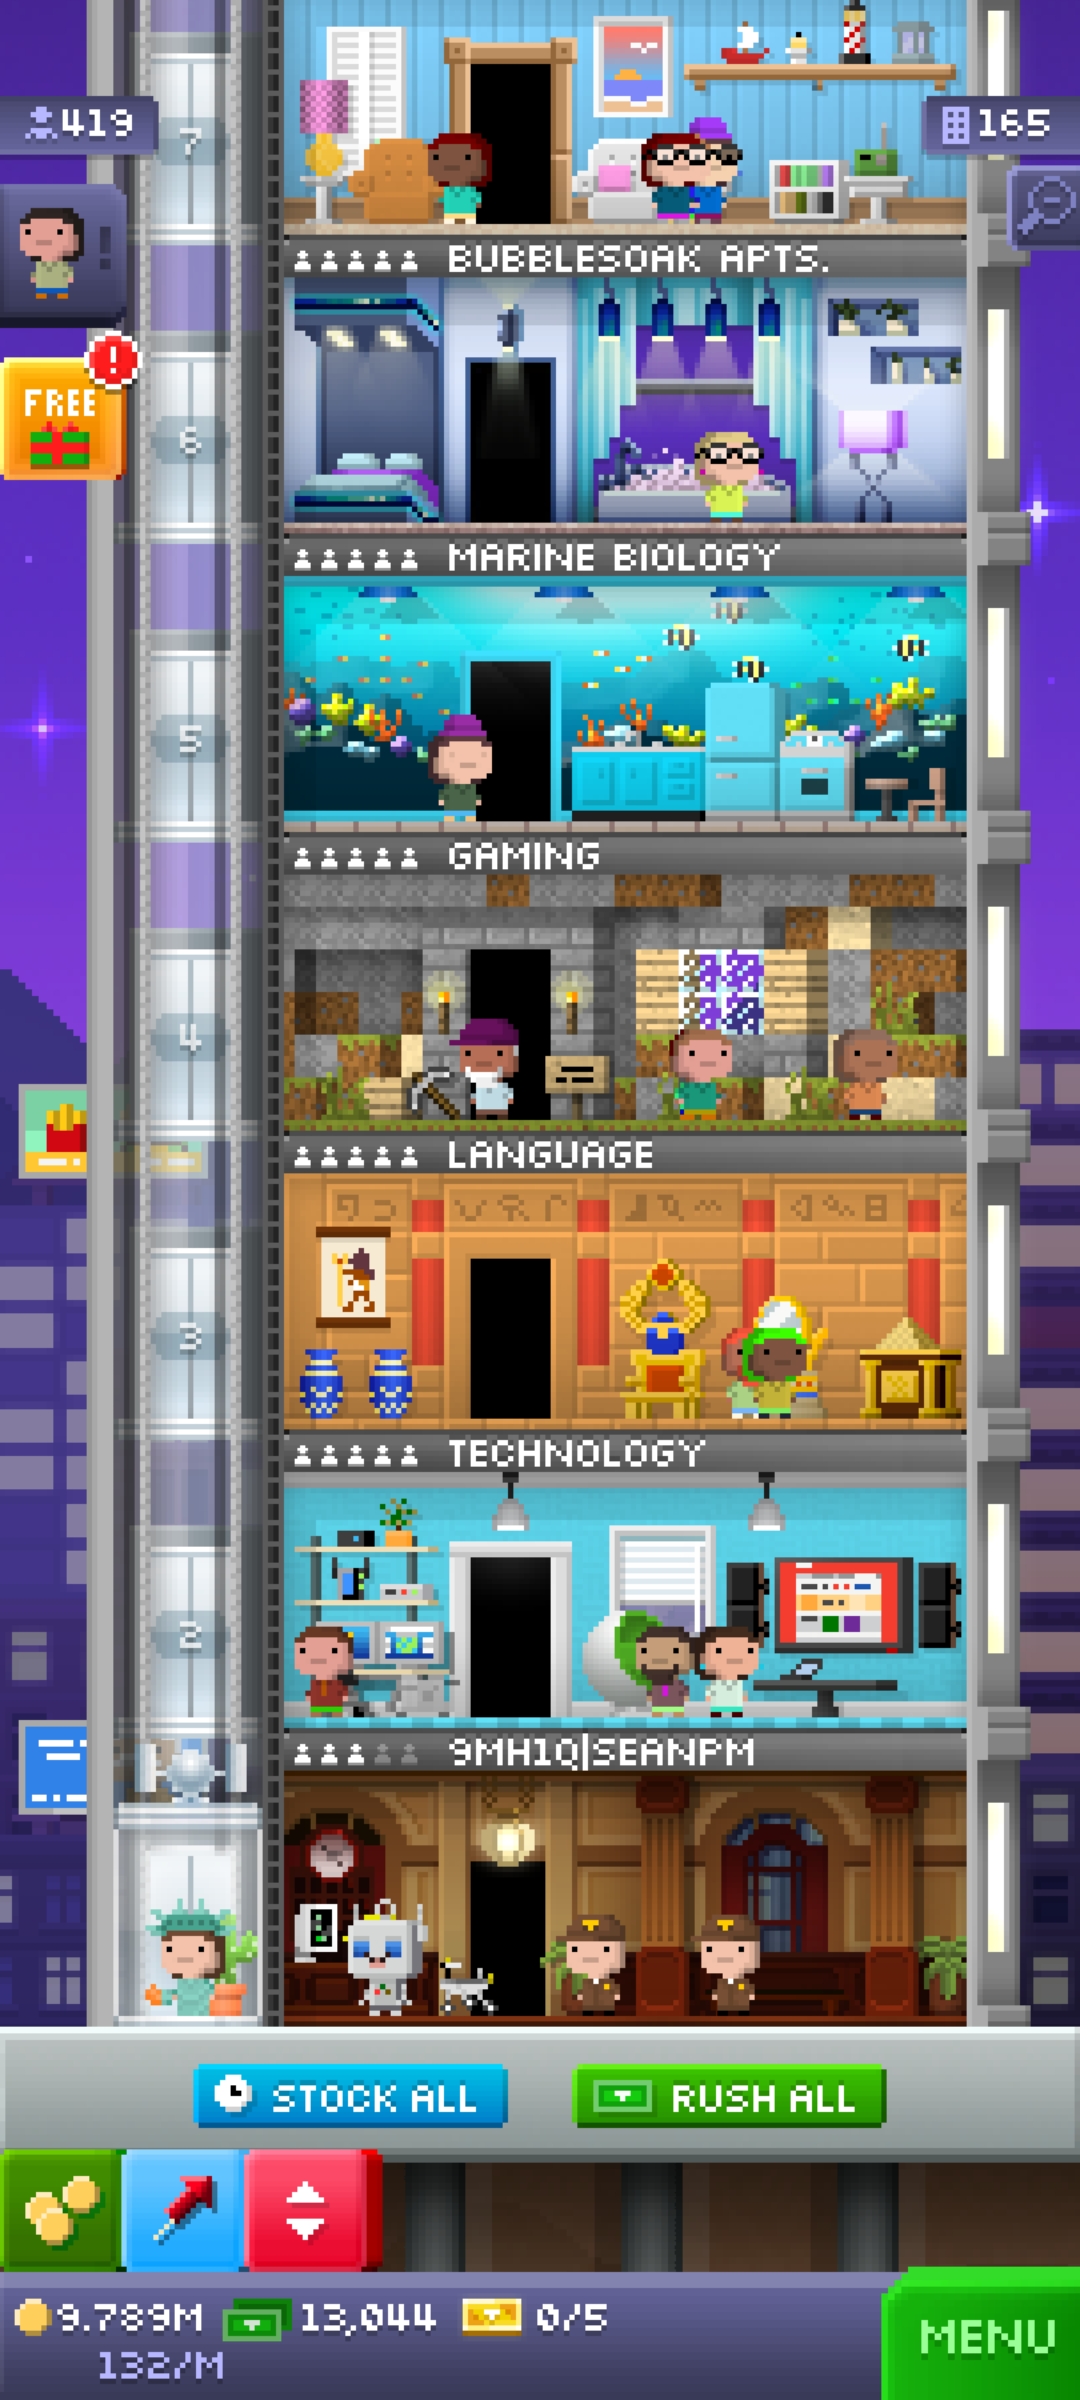 419
165
7
BUBBLESOAK APTS.
FREE
!
6
MARINE BIOLOGY
5
GAMING
4
LANGUAGE
3
TECHNOLOGY
2
9MH1Q|SEANPM
STOCK ALL
RUSH ALL
9.789M 13,044 0/5
132/M
MENU